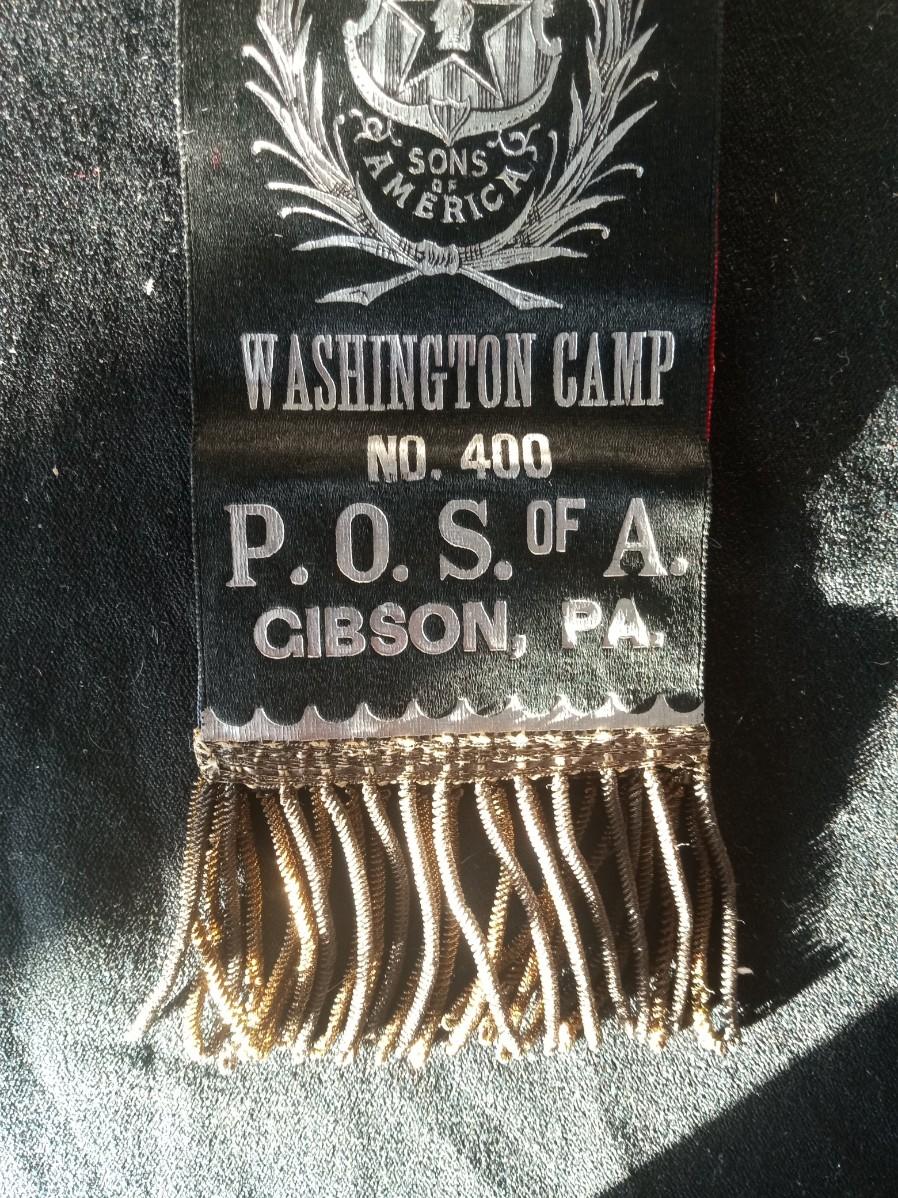 SONS
OF
AMERICA
WASHINGTON CAMP
NO. 400
P. O. S. OF A.
GIBSON, PA.